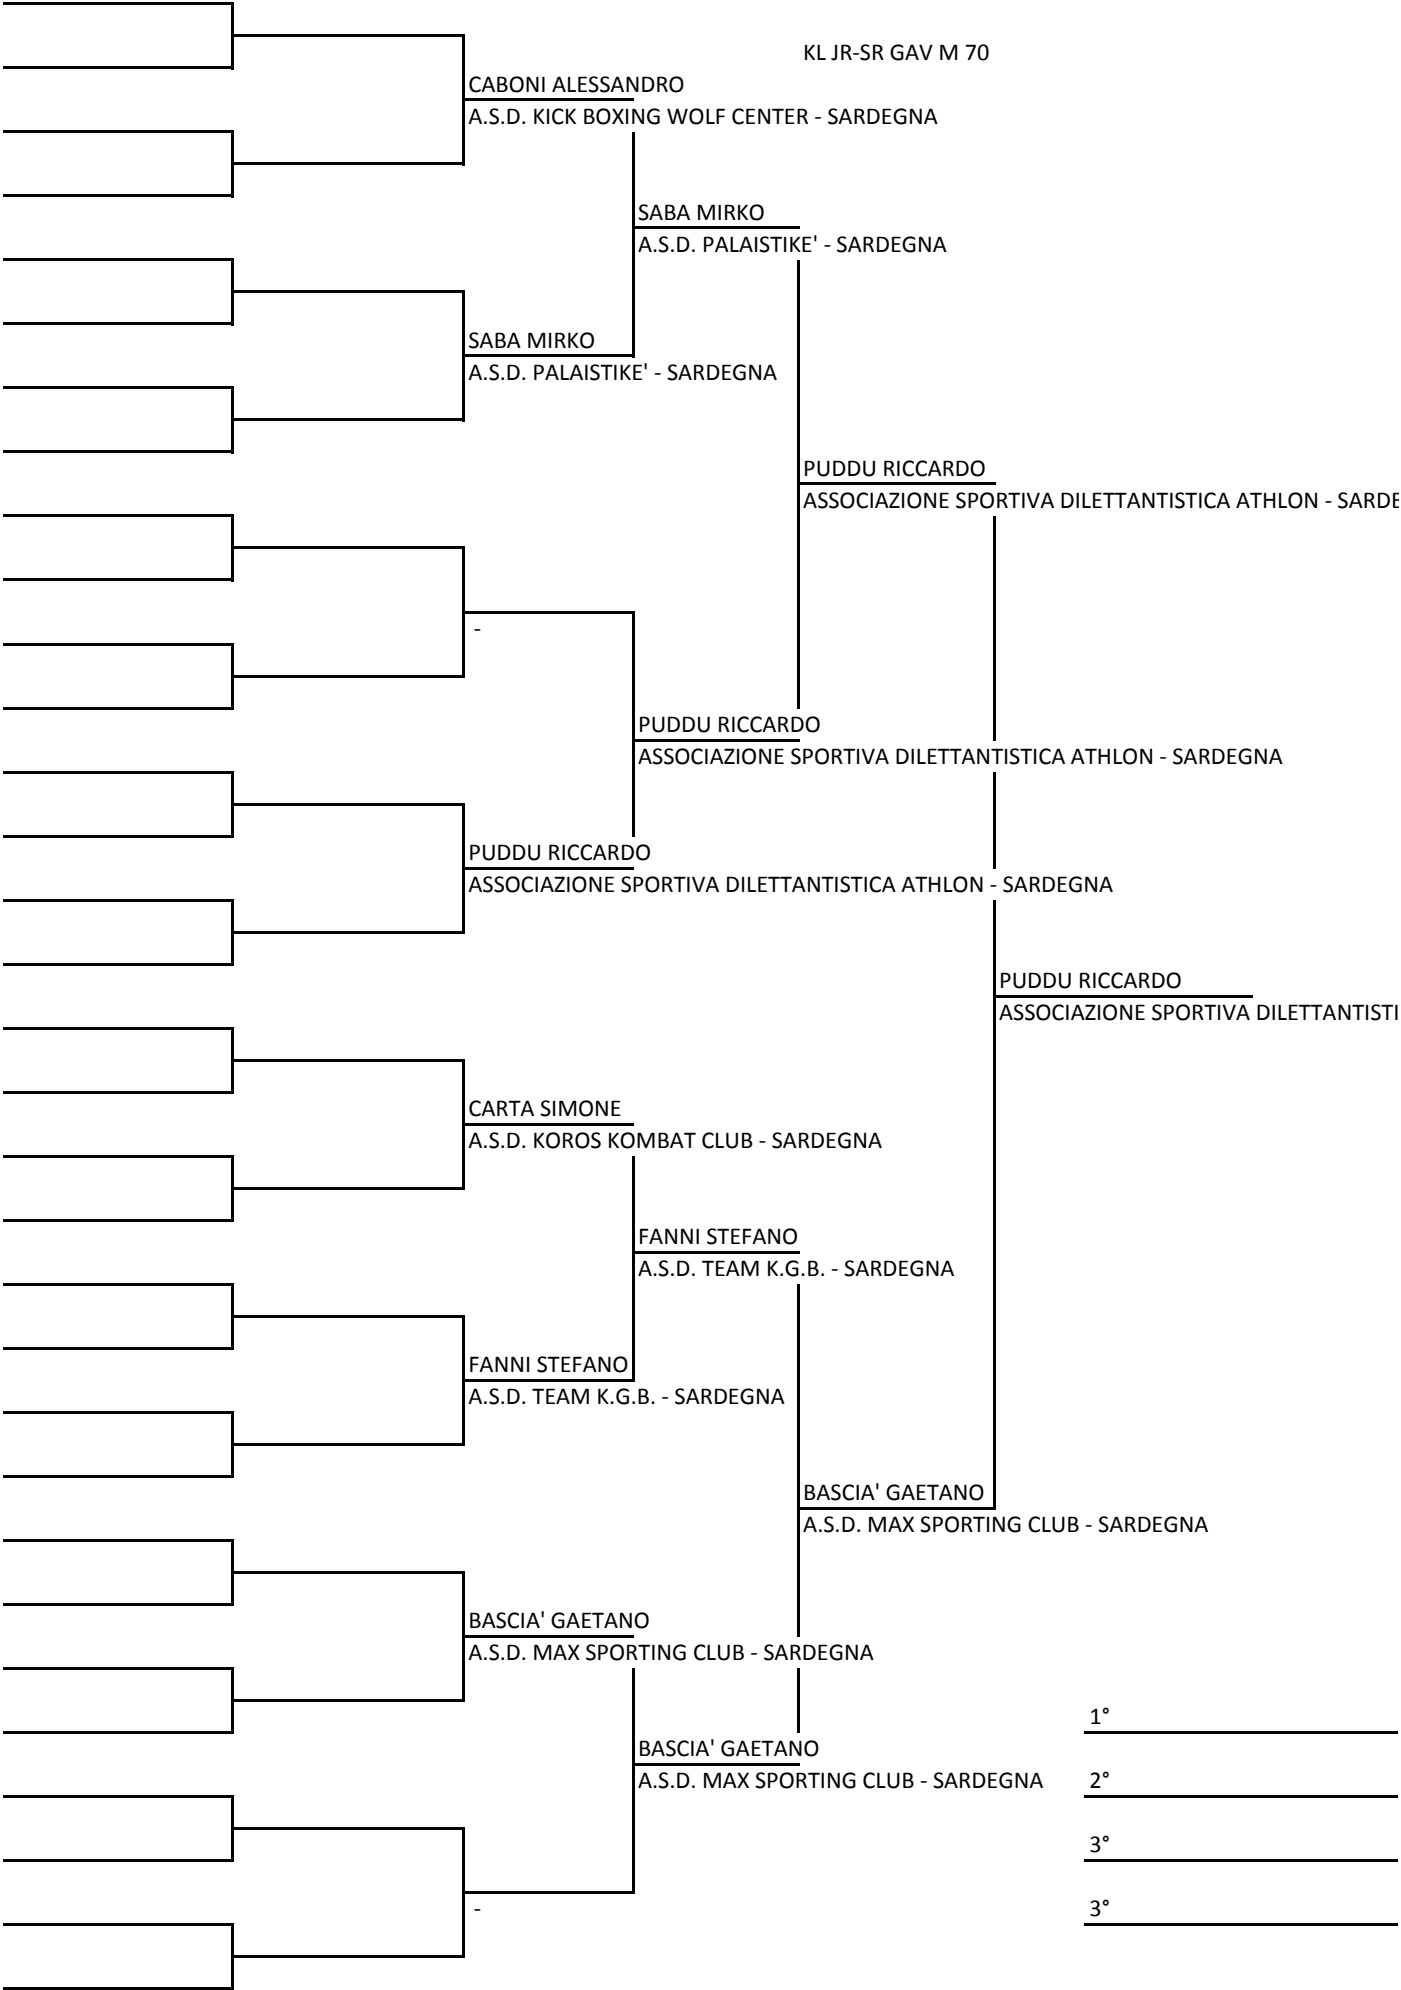 KL JR-SR GAV M 70
CABONI ALESSANDRO
A.S.D. KICK BOXING WOLF CENTER - SARDEGNA
SABA MIRKO
A.S.D. PALAISTIKE' - SARDEGNA
SABA MIRKO
A.S.D. PALAISTIKE' - SARDEGNA
PUDDU RICCARDO
ASSOCIAZIONE SPORTIVA DILETTANTISTICA ATHLON - SARDE
-
PUDDU RICCARDO
ASSOCIAZIONE SPORTIVA DILETTANTISTICA ATHLON - SARDEGNA
PUDDU RICCARDO
ASSOCIAZIONE SPORTIVA DILETTANTISTICA ATHLON - SARDEGNA
PUDDU RICCARDO
ASSOCIAZIONE SPORTIVA DILETTANTISTI
CARTA SIMONE
A.S.D. KOROS KOMBAT CLUB - SARDEGNA
FANNI STEFANO
A.S.D. TEAM K.G.B. - SARDEGNA
FANNI STEFANO
A.S.D. TEAM K.G.B. - SARDEGNA
BASCIA' GAETANO
A.S.D. MAX SPORTING CLUB - SARDEGNA
BASCIA' GAETANO
A.S.D. MAX SPORTING CLUB - SARDEGNA
1°
BASCIA' GAETANO
A.S.D. MAX SPORTING CLUB - SARDEGNA
2°
3°
-
3°